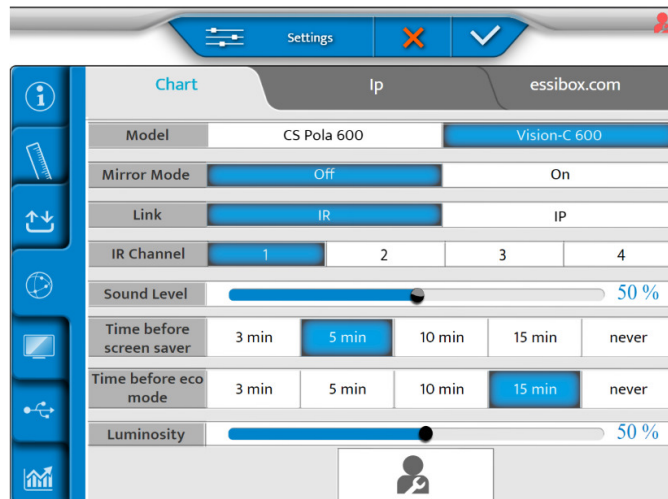 Settings
Chart Ip essibox.com
Model CS Pola 600 Vision-C 600
Mirror Mode Off On
Link IR IP
IR Channel 1 2 3 4
Sound Level 50 %
Time before
screen saver 3 min 5 min 10 min 15 min never
Time before eco
mode 3 min 5 min 10 min 15 min never
Luminosity 50 %